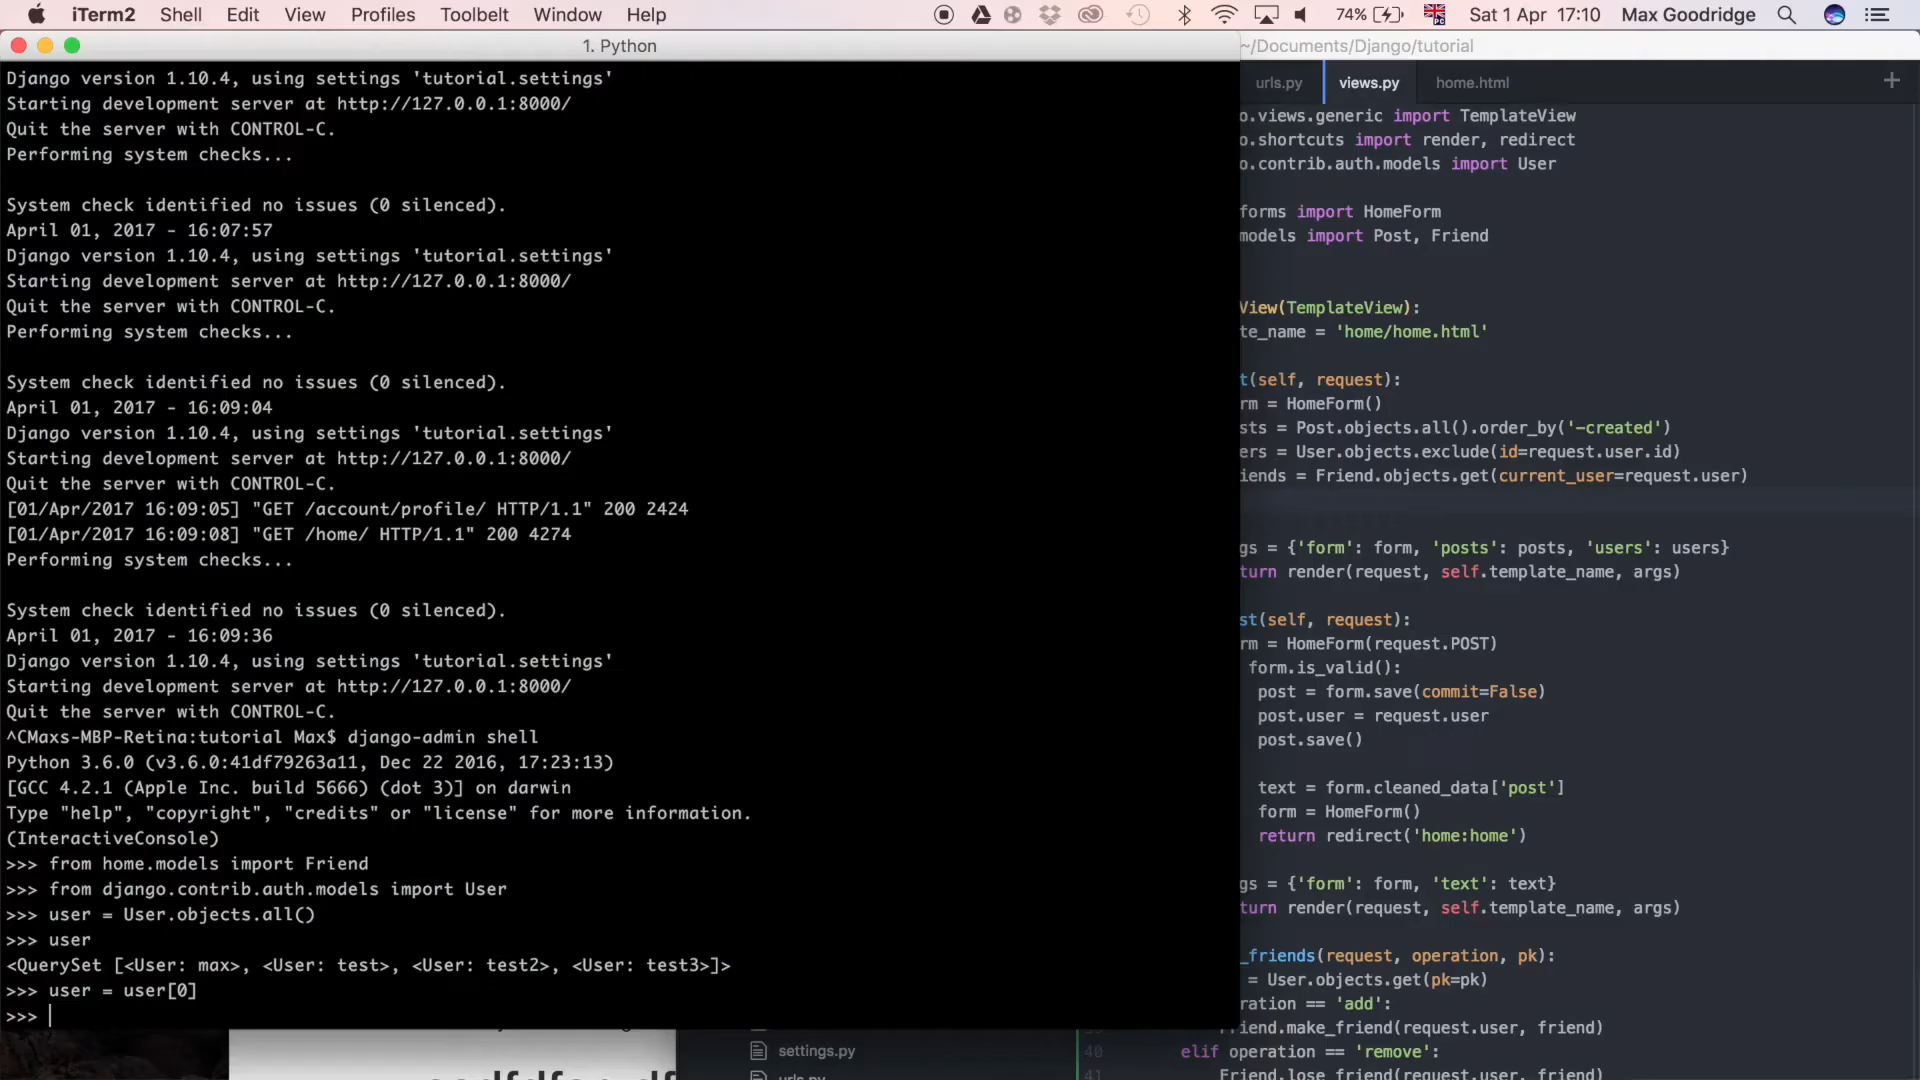 iTerm2 Shell Edit View Profiles Toolbelt Window Help 74% Sat 1 Apr 17:10 Max Goodridge
1. Python
Django version 1.10.4, using settings 'tutorial.settings'
Starting development server at http://127.0.0.1:8000/
Quit the server with CONTROL-C.
Performing system checks...
System check identified no issues (0 silenced).
April 01, 2017 - 16:07:57
Django version 1.10.4, using settings 'tutorial.settings'
Starting development server at http://127.0.0.1:8000/
Quit the server with CONTROL-C.
Performing system checks...
System check identified no issues (0 silenced).
April 01, 2017 - 16:09:04
Django version 1.10.4, using settings 'tutorial.settings'
Starting development server at http://127.0.0.1:8000/
Quit the server with CONTROL-C.
[01/Apr/2017 16:09:05] "GET /account/profile/ HTTP/1.1" 200 2424
[01/Apr/2017 16:09:08] "GET /home/ HTTP/1.1" 200 4274
Performing system checks...
System check identified no issues (0 silenced).
April 01, 2017 - 16:09:36
Django version 1.10.4, using settings 'tutorial.settings'
Starting development server at http://127.0.0.1:8000/
Quit the server with CONTROL-C.
^CMaxs-MBP-Retina:tutorial Max$ django-admin shell
Python 3.6.0 (v3.6.0:41df79263a11, Dec 22 2016, 17:23:13)
[GCC 4.2.1 (Apple Inc. build 5666) (dot 3)] on darwin
Type "help", "copyright", "credits" or "license" for more information.
(InteractiveConsole)
>>> from home.models import Friend
>>> from django.contrib.auth.models import User
>>> user = User.objects.all()
>>> user
<QuerySet [<User: max>, <User: test>, <User: test2>, <User: test3>]>
>>> user = user[0]
>>>
~/Documents/Django/tutorial
urls.py views.py home.html
o.views.generic import TemplateView
o.shortcuts import render, redirect
o.contrib.auth.models import User
forms import HomeForm
models import Post, Friend
View(TemplateView):
te_name = 'home/home.html'
t(self, request):
rm = HomeForm()
sts = Post.objects.all().order_by('-created')
ers = User.objects.exclude(id=request.user.id)
iends = Friend.objects.get(current_user=request.user)
gs = {'form': form, 'posts': posts, 'users': users}
turn render(request, self.template_name, args)
st(self, request):
rm = HomeForm(request.POST)
form.is_valid():
post = form.save(commit=False)
post.user = request.user
post.save()
text = form.cleaned_data['post']
form = HomeForm()
return redirect('home:home')
gs = {'form': form, 'text': text}
turn render(request, self.template_name, args)
_friends(request, operation, pk):
= User.objects.get(pk=pk)
ration == 'add':
Friend.make_friend(request.user, friend)
40 elif operation == 'remove':
41 Friend.lose_friend(request.user, friend)
settings.py
urls.py